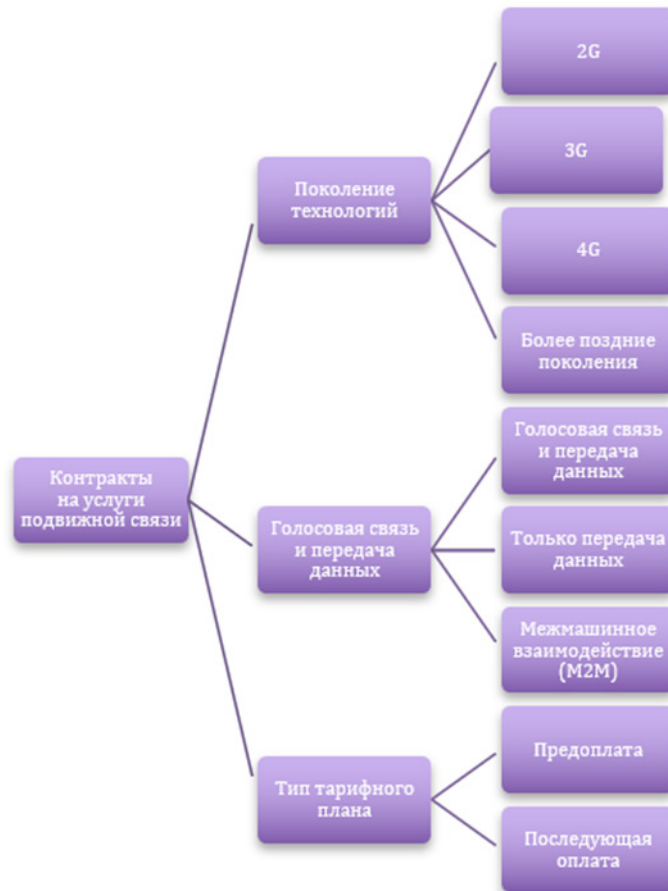 2G
3G
Поколение
технологий
4G
Более поздние
поколения
Контракты
на услуги
подвижной связи
Голосовая связь
и передача
данных
Голосовая связь
и передача
данных
Только передача
данных
Межмашинное
взаимодействие
(M2M)
Тип тарифного
плана
Предоплата
Последующая
оплата